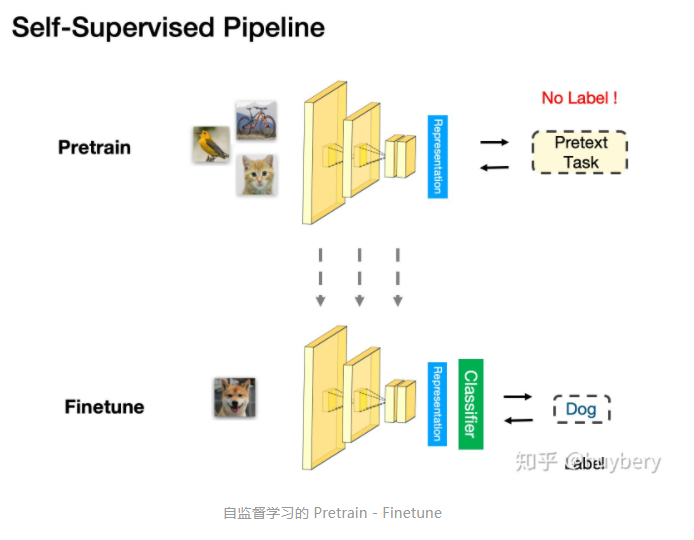 Self-Supervised Pipeline
No Label !
Pretrain
Representation
Pretext
Task
Finetune
Representation
Classifier
Dog
Label
知乎 @buybery
自监督学习的 Pretrain - Finetune